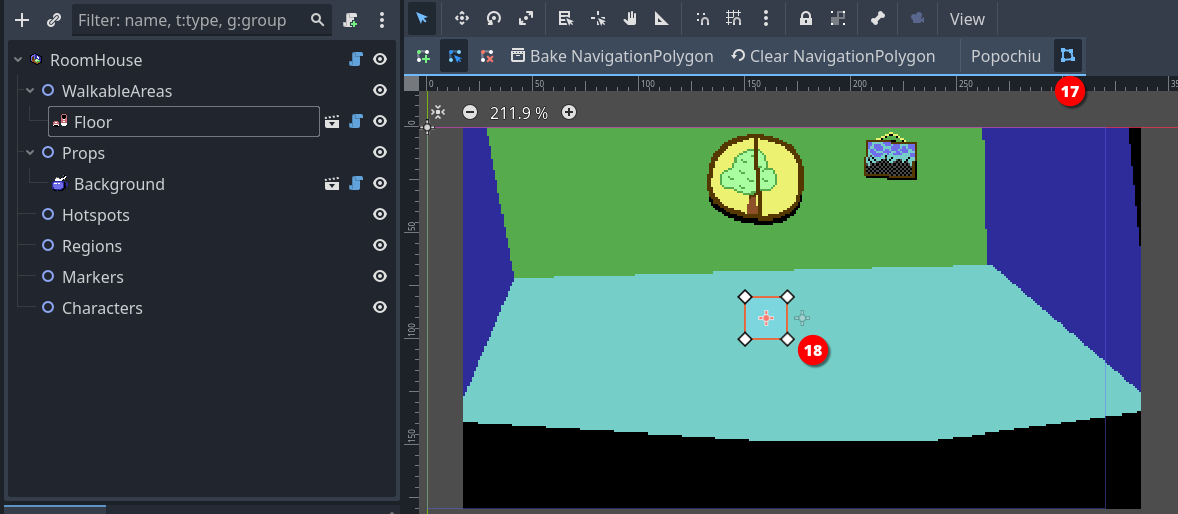 Filter: name, t:type, g:group
View
RoomHouse
Bake NavigationPolygon
Clear NavigationPolygon
Popochiu
WalkableAreas
0
50
100
150
200
250
17
Floor
211.9 %
0
Props
Background
Hotspots
50
Regions
Markers
Characters
100
18
150